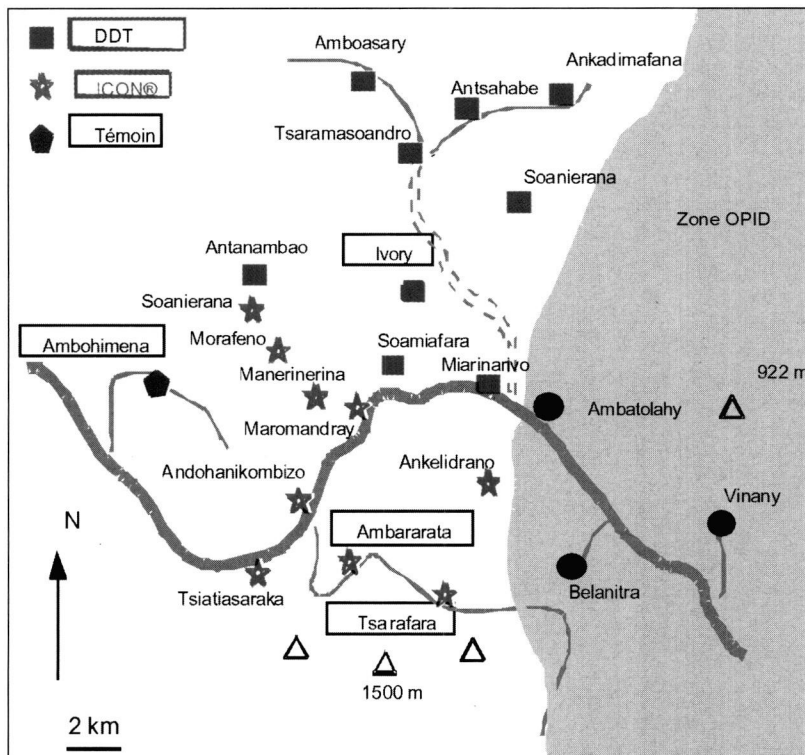 DDT
ICON®
Témoin
Amboasary
Ankadimafana
Antsahabe
Tsaramasoandro
Soanierana
Zone OPID
Antanambao
Ivory
Soanierana
Morafeno
Ambohimena
Soamiafara
Manerinerina
Miarinarivo
922 m
Maromandray
Ambatolahy
Andohanikombizo
Ankelidrano
Vinany
N
Ambararata
Tsiatiasaraka
Belanitra
Tsarafara
1500 m
2 km